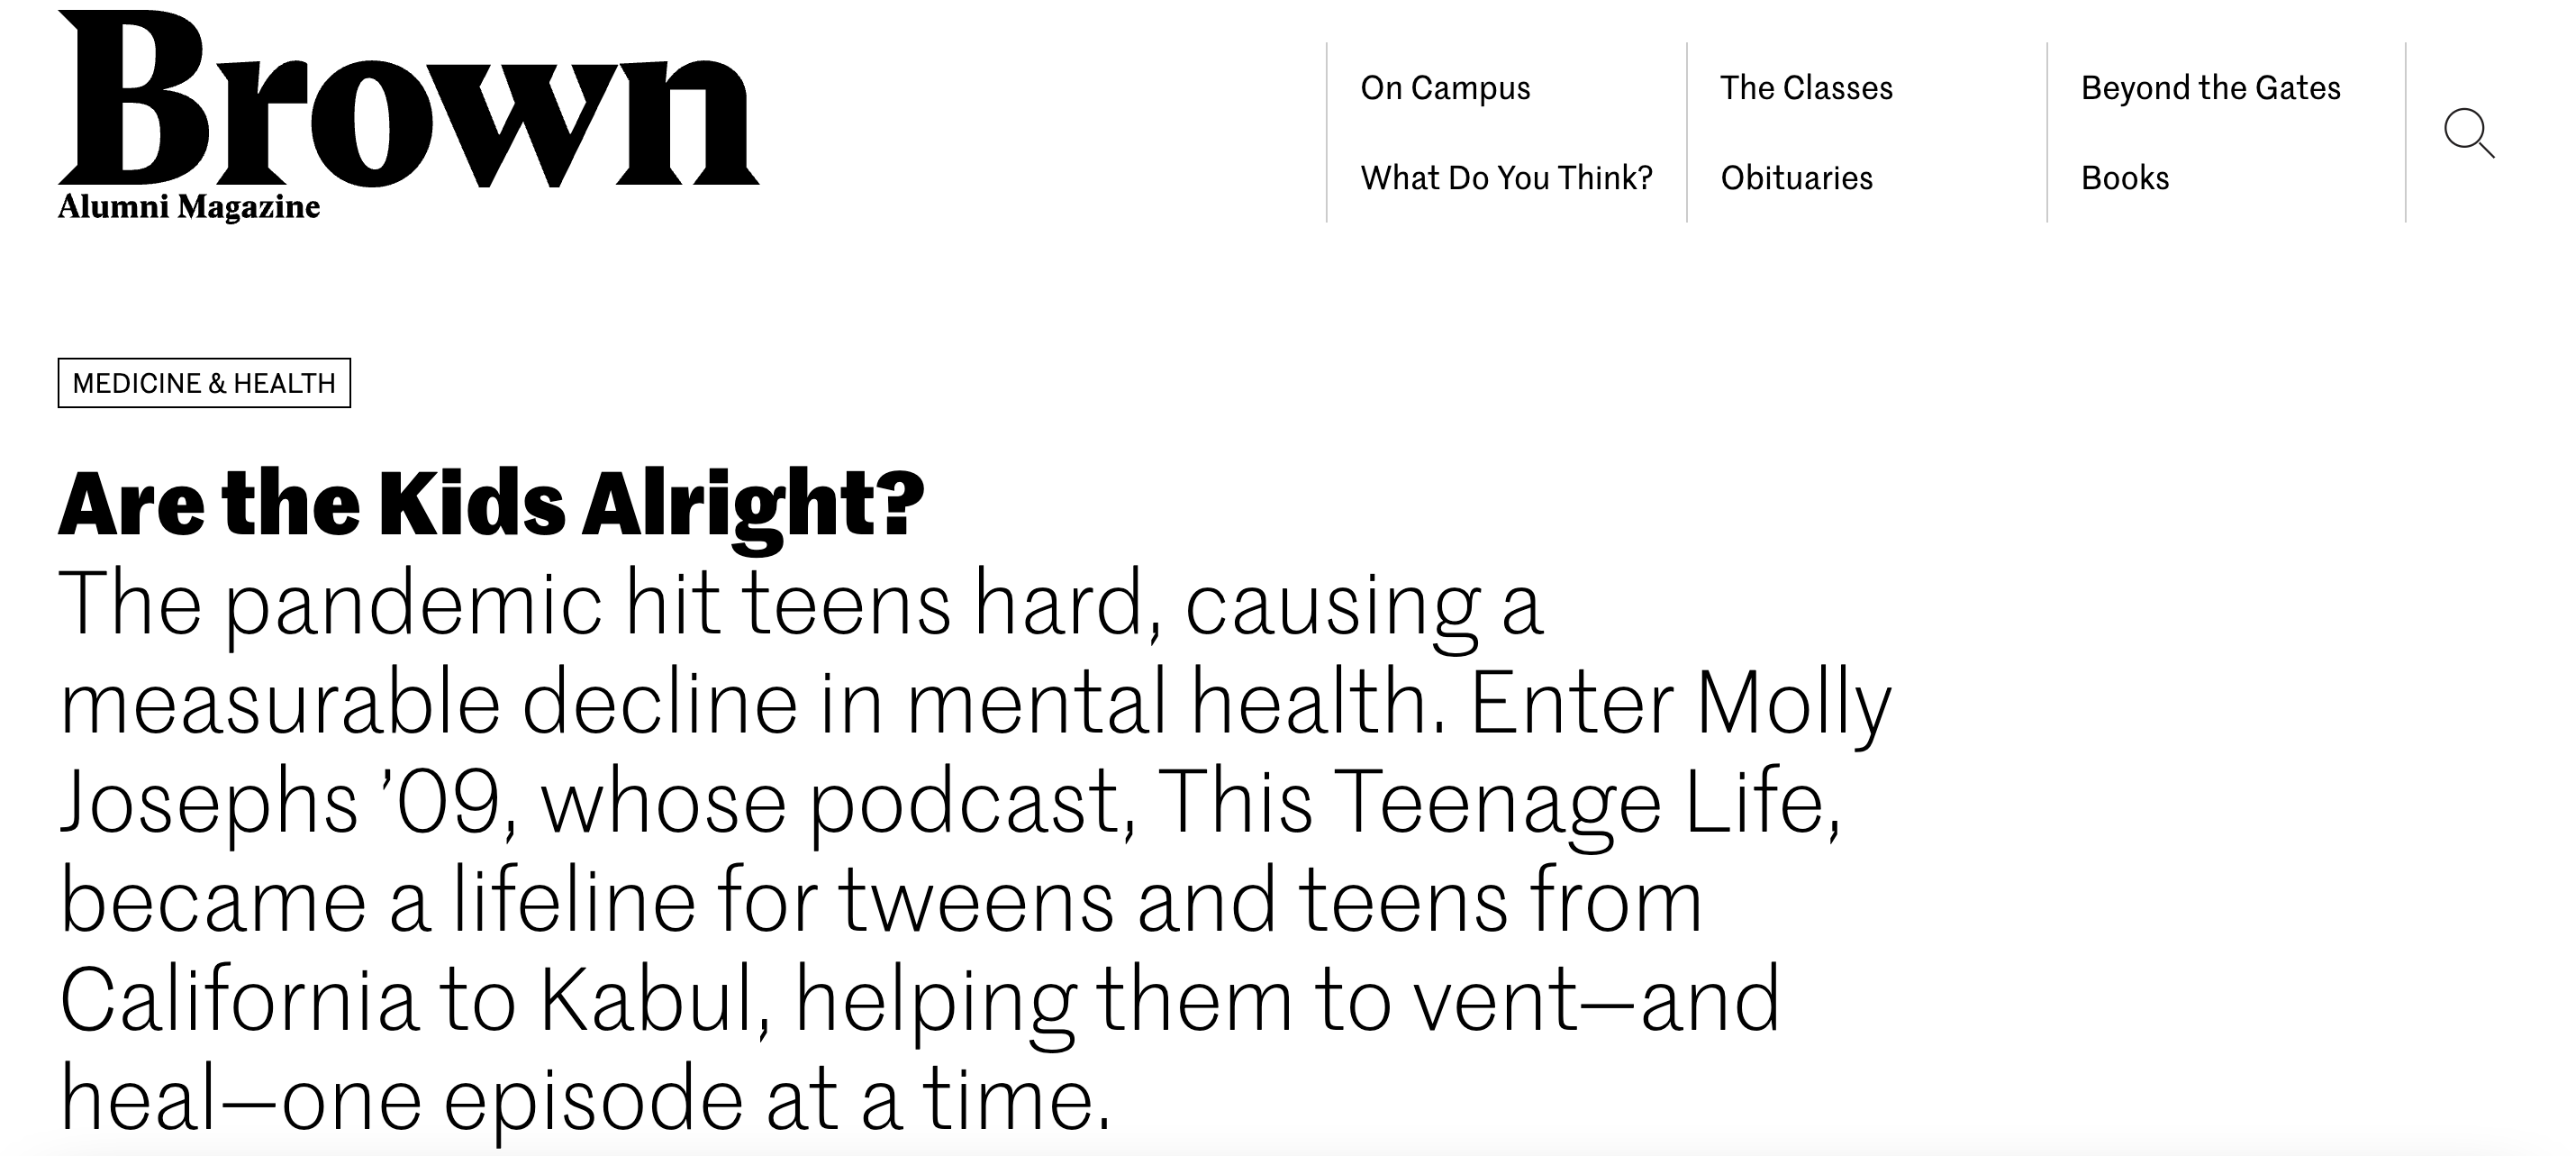 Brown
Alumni Magazine
On Campus
What Do You Think?
The Classes
Obituaries
Beyond the Gates
Books
MEDICINE & HEALTH
Are the Kids Alright?
The pandemic hit teens hard, causing a
measurable decline in mental health. Enter Molly
Josephs ’09, whose podcast, This Teenage Life,
became a lifeline for tweens and teens from
California to Kabul, helping them to vent—and
heal—one episode at a time.